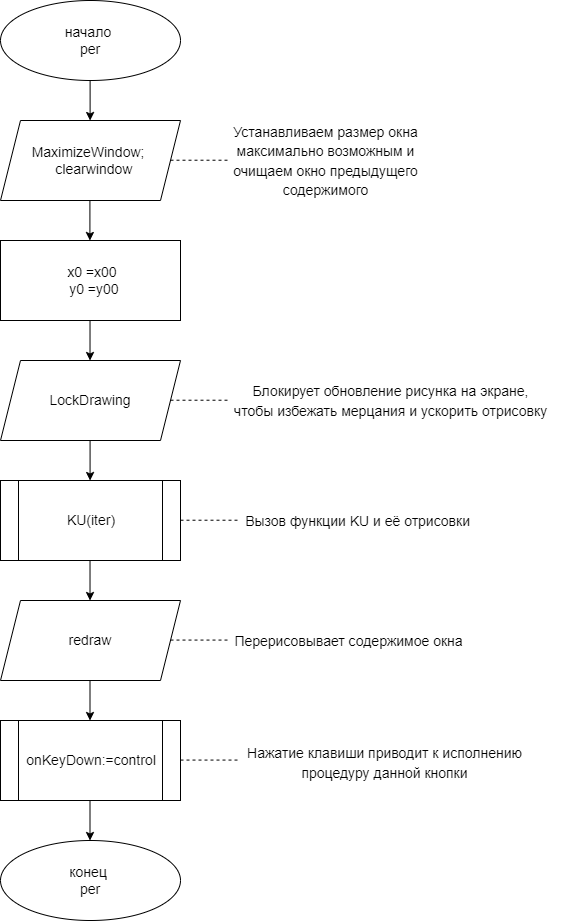 начало
per
MaximizeWindow;
clearwindow
Устанавливаем размер окна
максимально возможным и
очищаем окно предыдущего
содержимого
x0 =x00
y0 =y00
LockDrawing
Блокирует обновление рисунка на экране,
чтобы избежать мерцания и ускорить отрисовку
KU(iter)
Вызов функции KU и её отрисовки
redraw
Перерисовывает содержимое окна
onKeyDown:=control
Нажатие клавиши приводит к исполнению
процедуру данной кнопки
конец
per